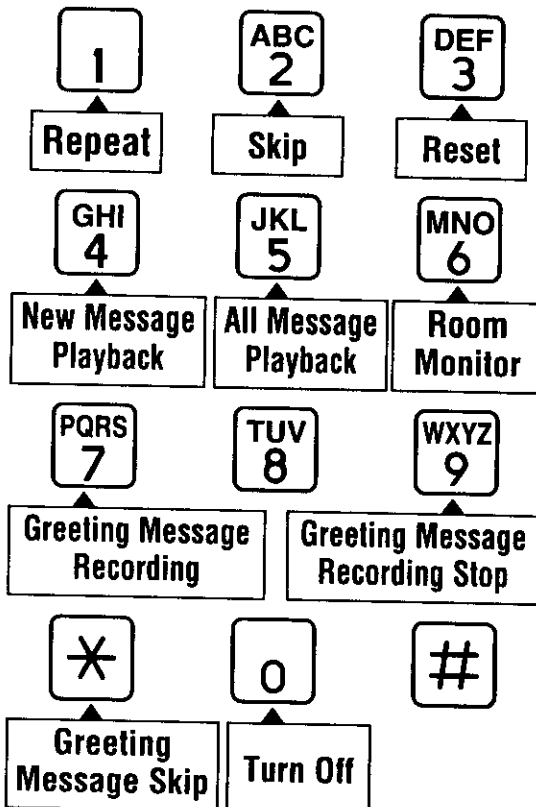 1
ABC
2
DEF
3
Repeat
Skip
Reset
GHI
4
JKL
5
MNO
6
New Message
Playback
All Message
Playback
Room
Monitor
PQRS
7
TUV
8
WXYZ
9
Greeting Message
Recording
Greeting Message
Recording Stop
*
0
#
Greeting
Message Skip
Turn Off